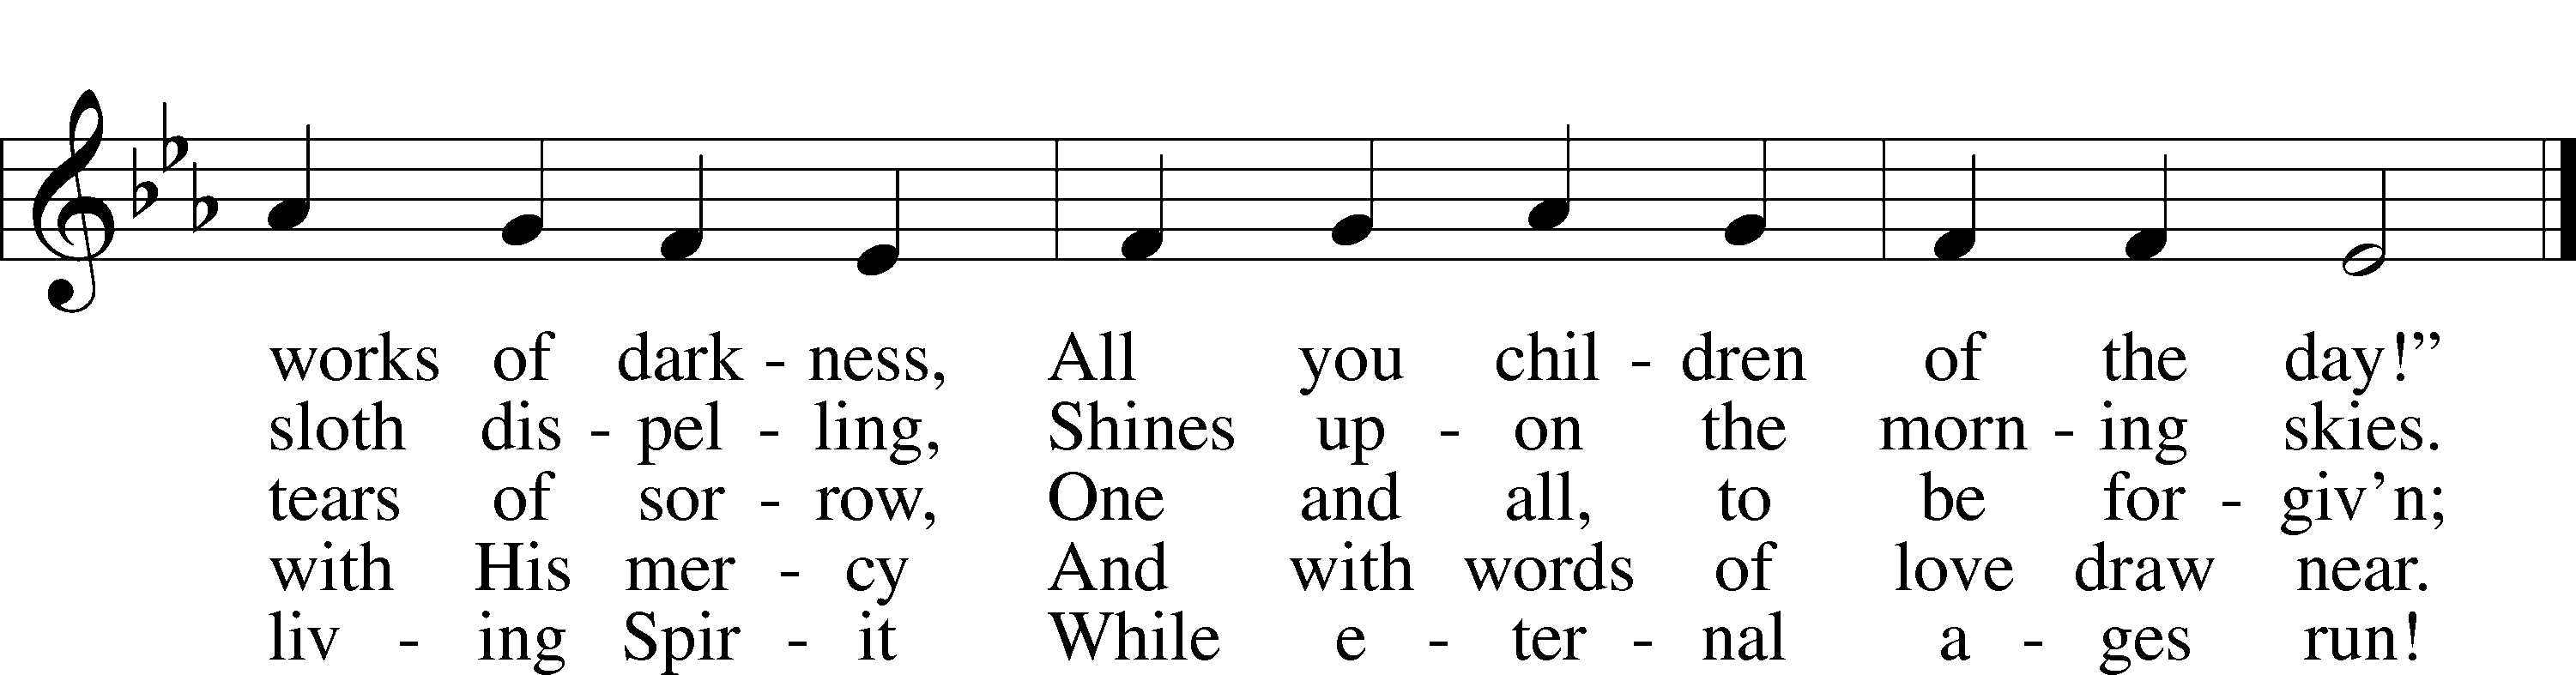 works of dark - ness, All you chil - dren of the day!”
sloth dis - pel - ling, Shines up - on the morn - ing skies.
tears of sor - row, One and all, to be for - giv’n;
with His mer - cy And with words of love draw near.
liv - ing Spir - it While e - ter - nal a - ges run!